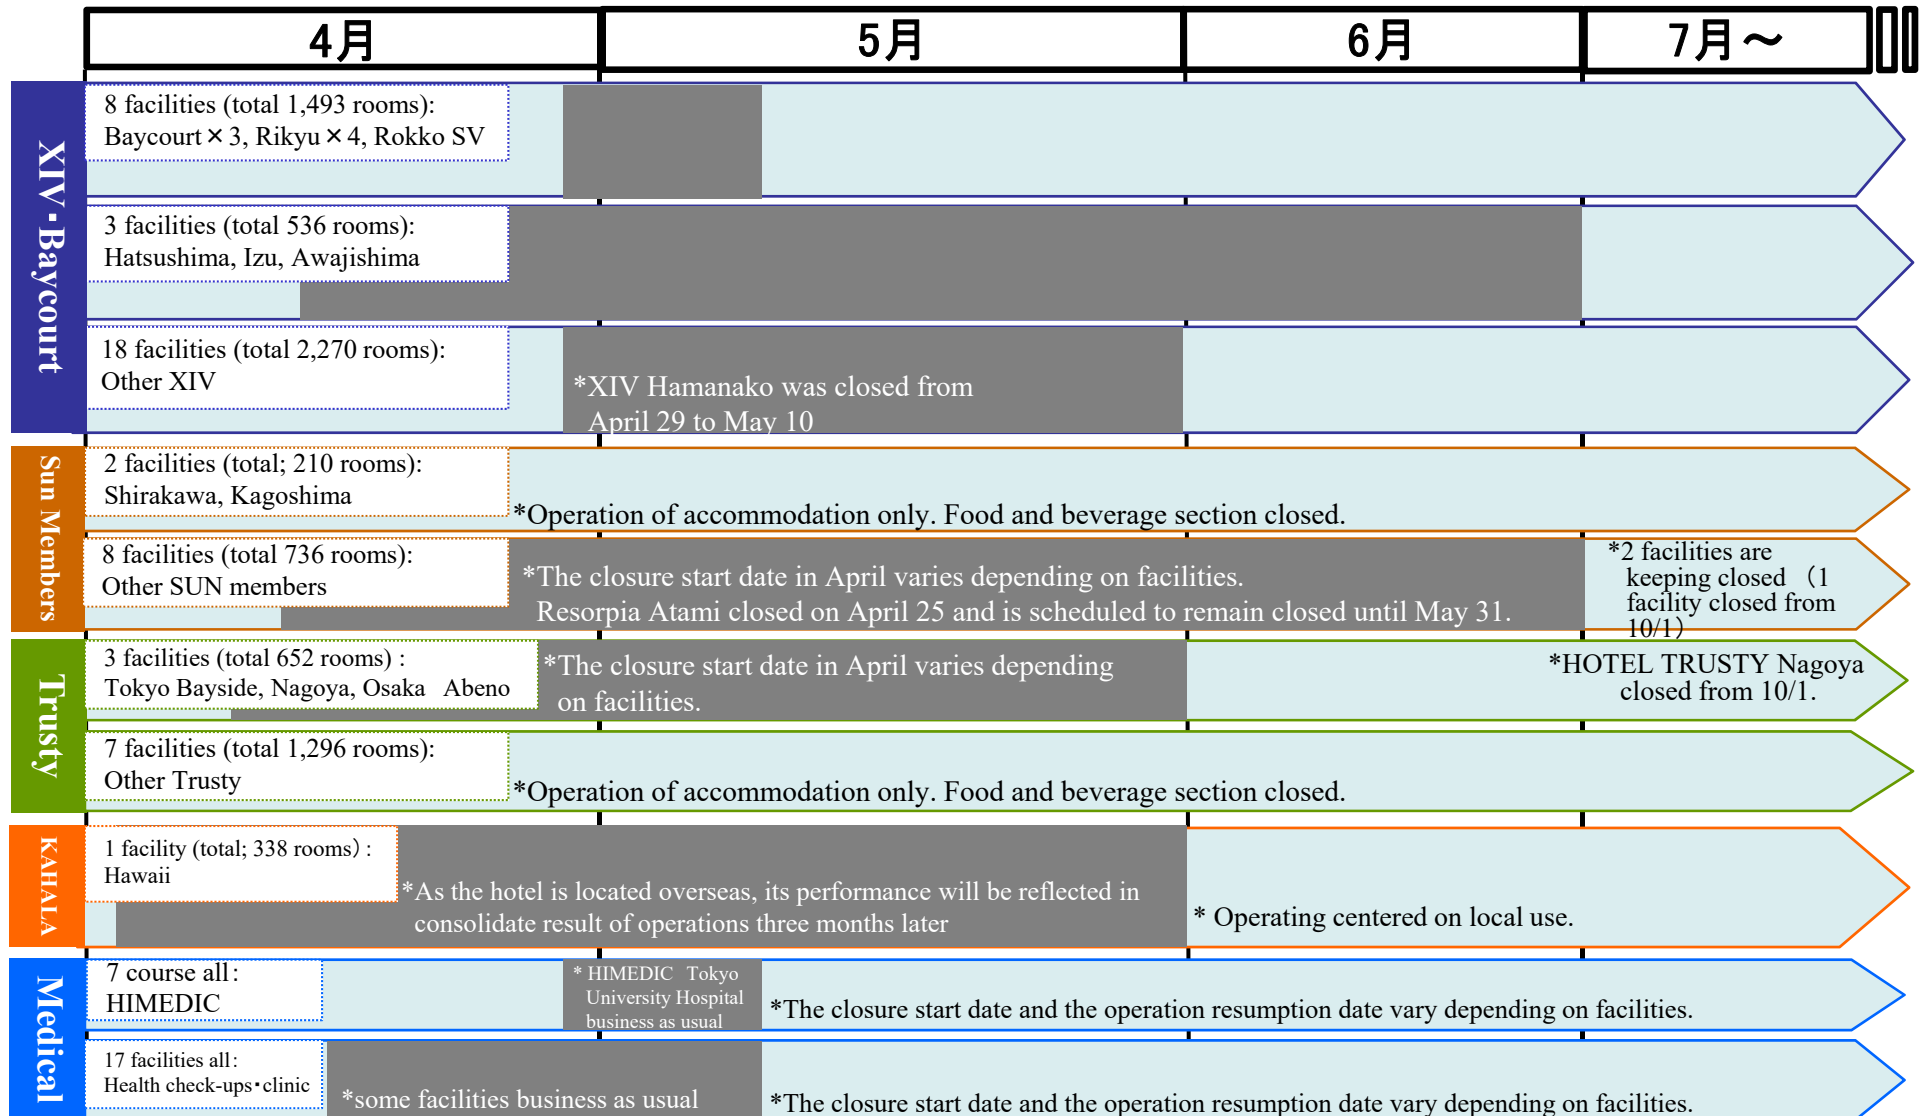 4月
5月
6月
7月～
XIV・Baycourt
8 facilities (total 1,493 rooms):
Baycourt×3, Rikyu×4, Rokko SV
3 facilities (total 536 rooms):
Hatsushima, Izu, Awajishima
18 facilities (total 2,270 rooms):
Other XIV
*XIV Hamanako was closed from
April 29 to May 10
Sun Members
2 facilities (total; 210 rooms):
Shirakawa, Kagoshima
*Operation of accommodation only. Food and beverage section closed.
8 facilities (total 736 rooms):
Other SUN members
*The closure start date in April varies depending on facilities.
Resorpia Atami closed on April 25 and is scheduled to remain closed until May 31.
*2 facilities are
keeping closed （1
facility closed from
10/1）
Trusty
3 facilities (total 652 rooms) :
Tokyo Bayside, Nagoya, Osaka Abeno
*The closure start date in April varies depending
on facilities.
*HOTEL TRUSTY Nagoya
closed from 10/1.
7 facilities (total 1,296 rooms):
Other Trusty
*Operation of accommodation only. Food and beverage section closed.
KAHALA
1 facility (total; 338 rooms）:
Hawaii
*As the hotel is located overseas, its performance will be reflected in
consolidate result of operations three months later
* Operating centered on local use.
Medical
7 course all:
HIMEDIC
* HIMEDIC Tokyo
University Hospital
business as usual
*The closure start date and the operation resumption date vary depending on facilities.
17 facilities all:
Health check-ups・clinic
*some facilities business as usual
*The closure start date and the operation resumption date vary depending on facilities.